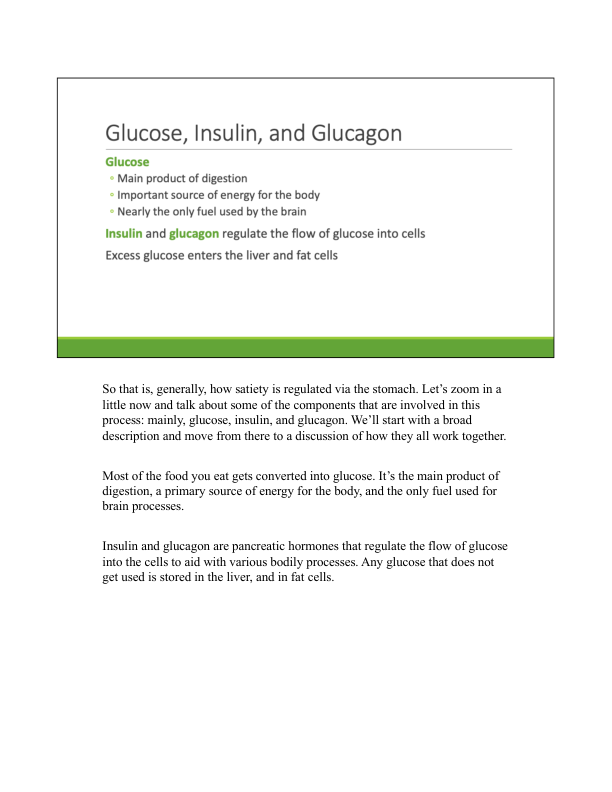 Glucose, Insulin, and Glucagon
Glucose
• Main product of digestion
• Important source of energy for the body
• Nearly the only fuel used by the brain
Insulin and glucagon regulate the flow of glucose into cells
Excess glucose enters the liver and fat cells
So that is, generally, how satiety is regulated via the stomach. Let’s zoom in a
little now and talk about some of the components that are involved in this
process: mainly, glucose, insulin, and glucagon. We’ll start with a broad
description and move from there to a discussion of how they all work together.
Most of the food you eat gets converted into glucose. It’s the main product of
digestion, a primary source of energy for the body, and the only fuel used for
brain processes.
Insulin and glucagon are pancreatic hormones that regulate the flow of glucose
into the cells to aid with various bodily processes. Any glucose that does not
get used is stored in the liver, and in fat cells.